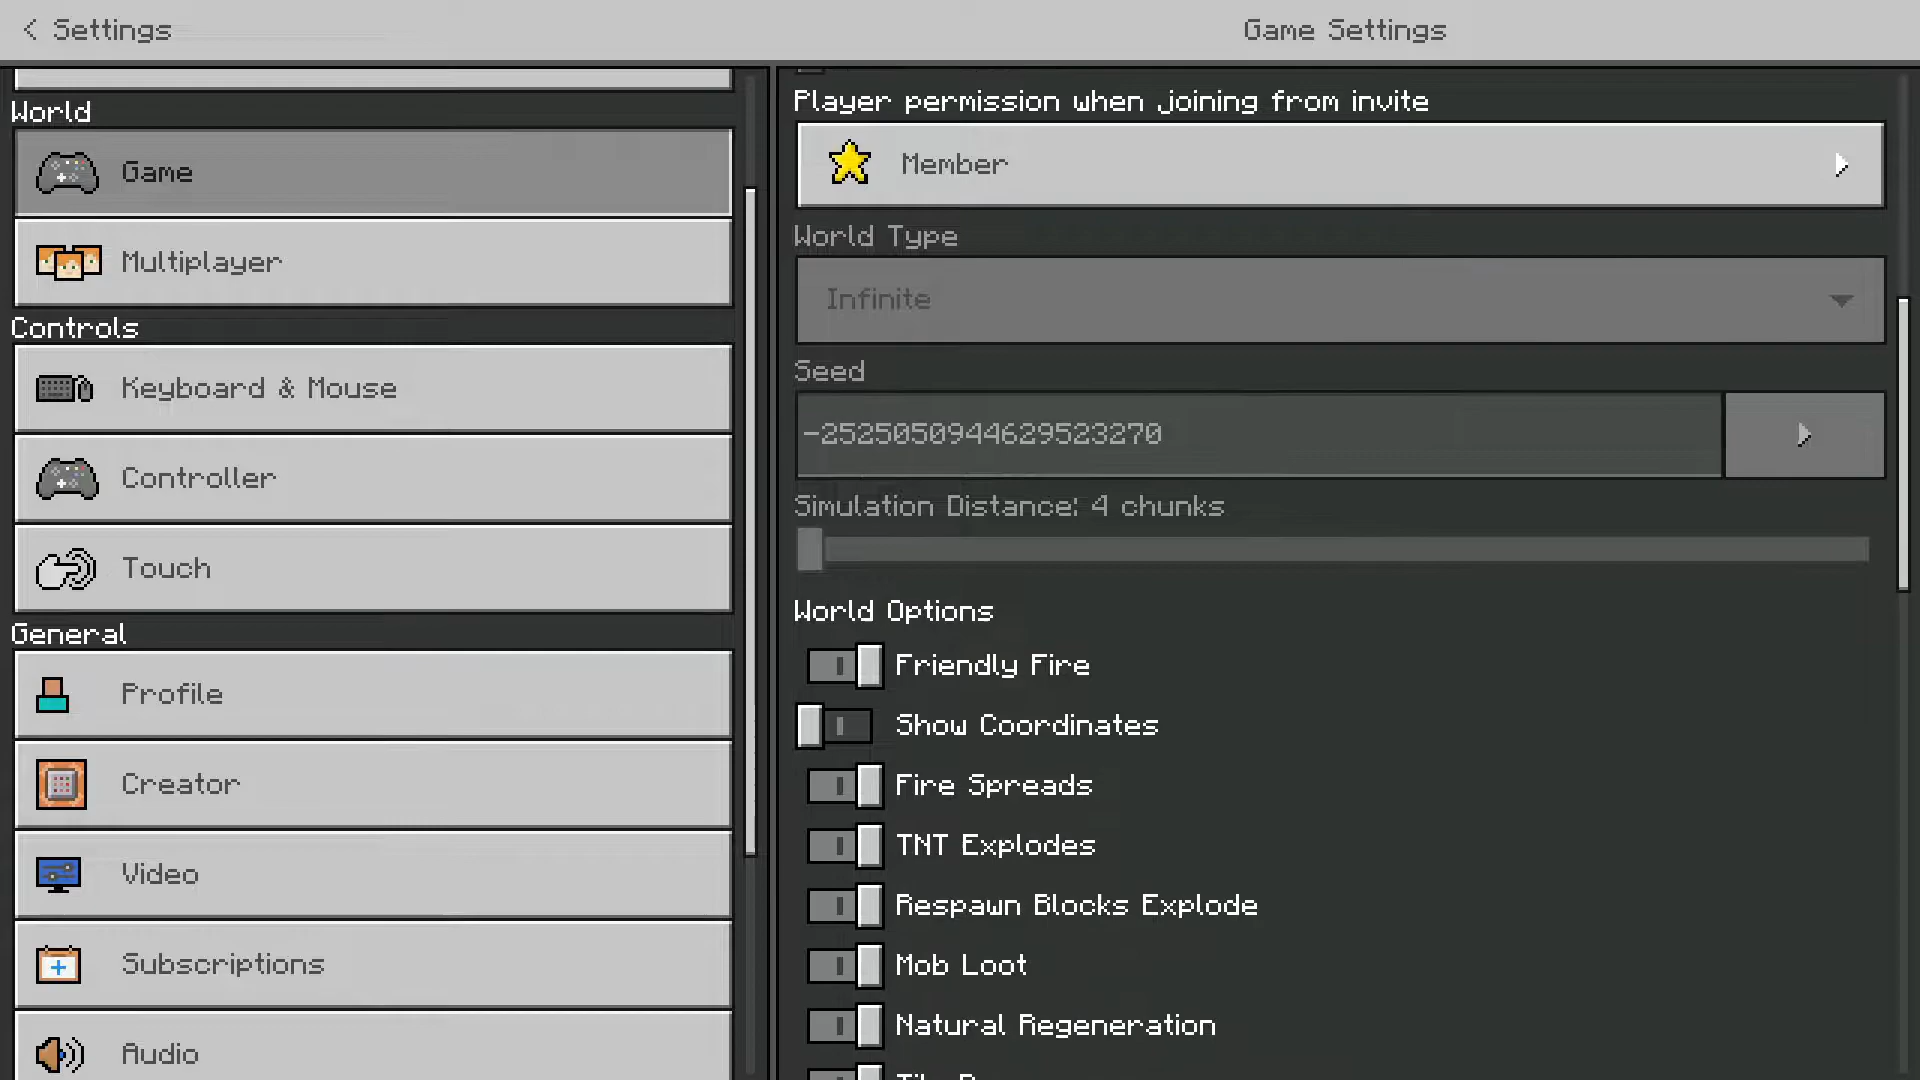 Settings
Game Settings
World
Game
Multiplayer
Controls
Keyboard & Mouse
Controller
Touch
General
Profile
Creator
Video
Subscriptions
Audio
Player permission when joining from invite
Member
World Type
Infinite
Seed
-2525050944629523270
Simulation Distance: 4 chunks
World Options
Friendly Fire
Show Coordinates
Fire Spreads
TNT Explodes
Respawn Blocks Explode
Mob Loot
Natural Regeneration